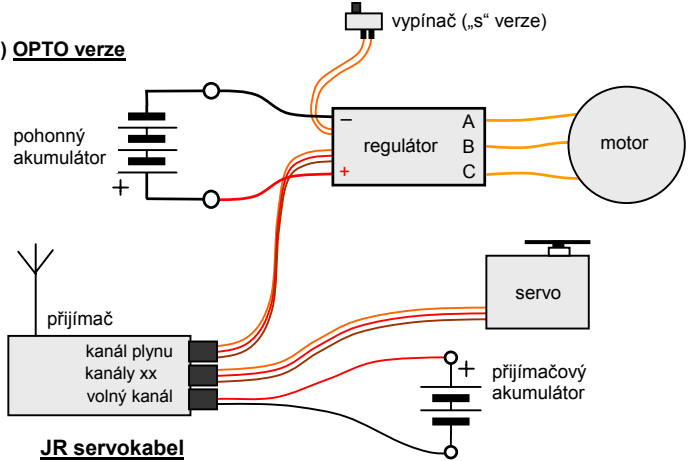 vypínač („s“ verze)
) OPTO verze
pohonný
akumulátor
+
−
+
regulátor
A
B
C
motor
servo
přijímač
kanál plynu
kanály xx
volný kanál
+
přijímačový
akumulátor
JR servokabel